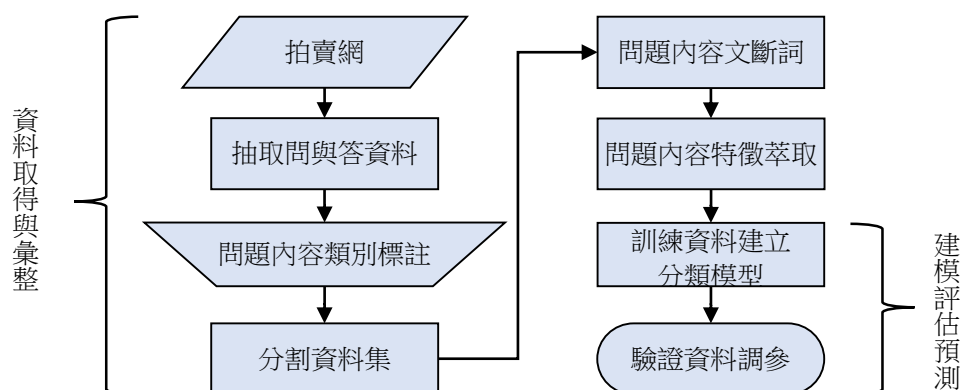 資料取得與彙整
拍賣網
抽取問與答資料
問題內容類別標註
分割資料集
問題內容文斷詞
問題內容特徵萃取
訓練資料建立
分類模型
驗證資料調參
建模評估預測